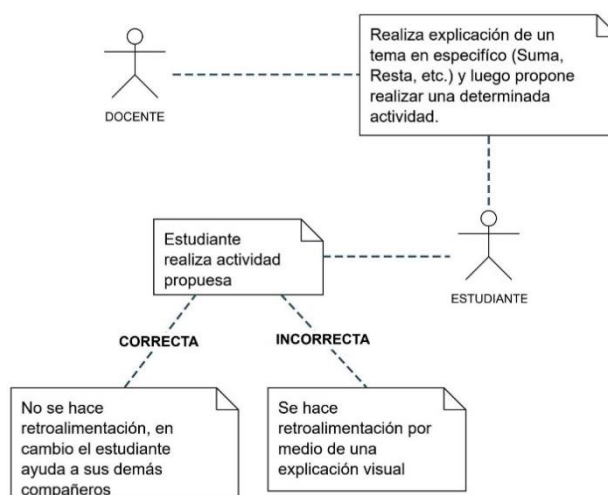 Realiza explicación de un
tema en especifíco (Suma,
Resta, etc.) y luego propone
realizar una determinada
actividad.
DOCENTE
Estudiante
realiza actividad
propuesa
ESTUDIANTE
CORRECTA
INCORRECTA
No se hace
retroalimentación, en
cambio el estudiante
ayuda a sus demás
compañeros
Se hace
retroalimentación por
medio de una
explicación visual